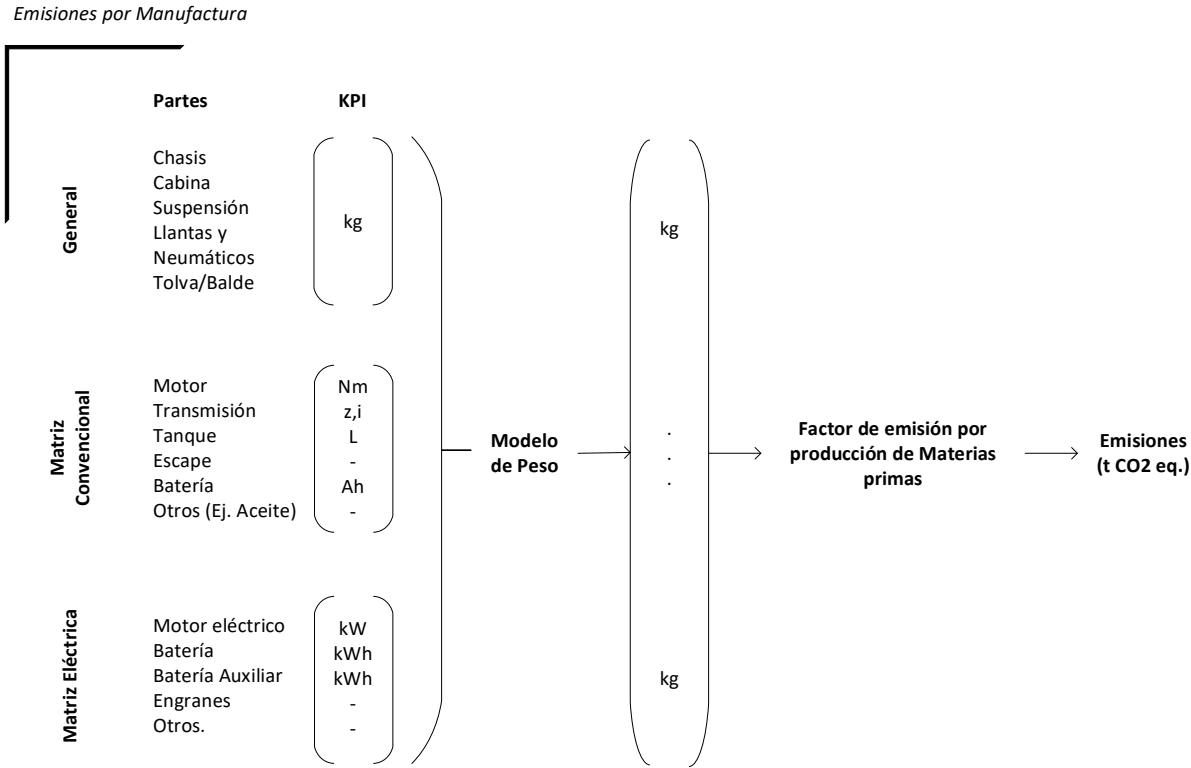 Emisiones por Manufactura
Partes KPI
General
Chasis
Cabina
Suspensión
Llantas y
Neumáticos
Tolva/Balde
kg
Matriz
Convencional
Motor Nm
Transmisión z,i
Tanque L
Escape -
Batería Ah
Otros (Ej. Aceite) -
Matriz Eléctrica
Motor eléctrico kW
Batería kWh
Batería Auxiliar kWh
Engranes -
Otros. -
Modelo
de Peso
kg
.
.
.
kg
Factor de emisión por
producción de Materias
primas
Emisiones
(t CO2 eq.)